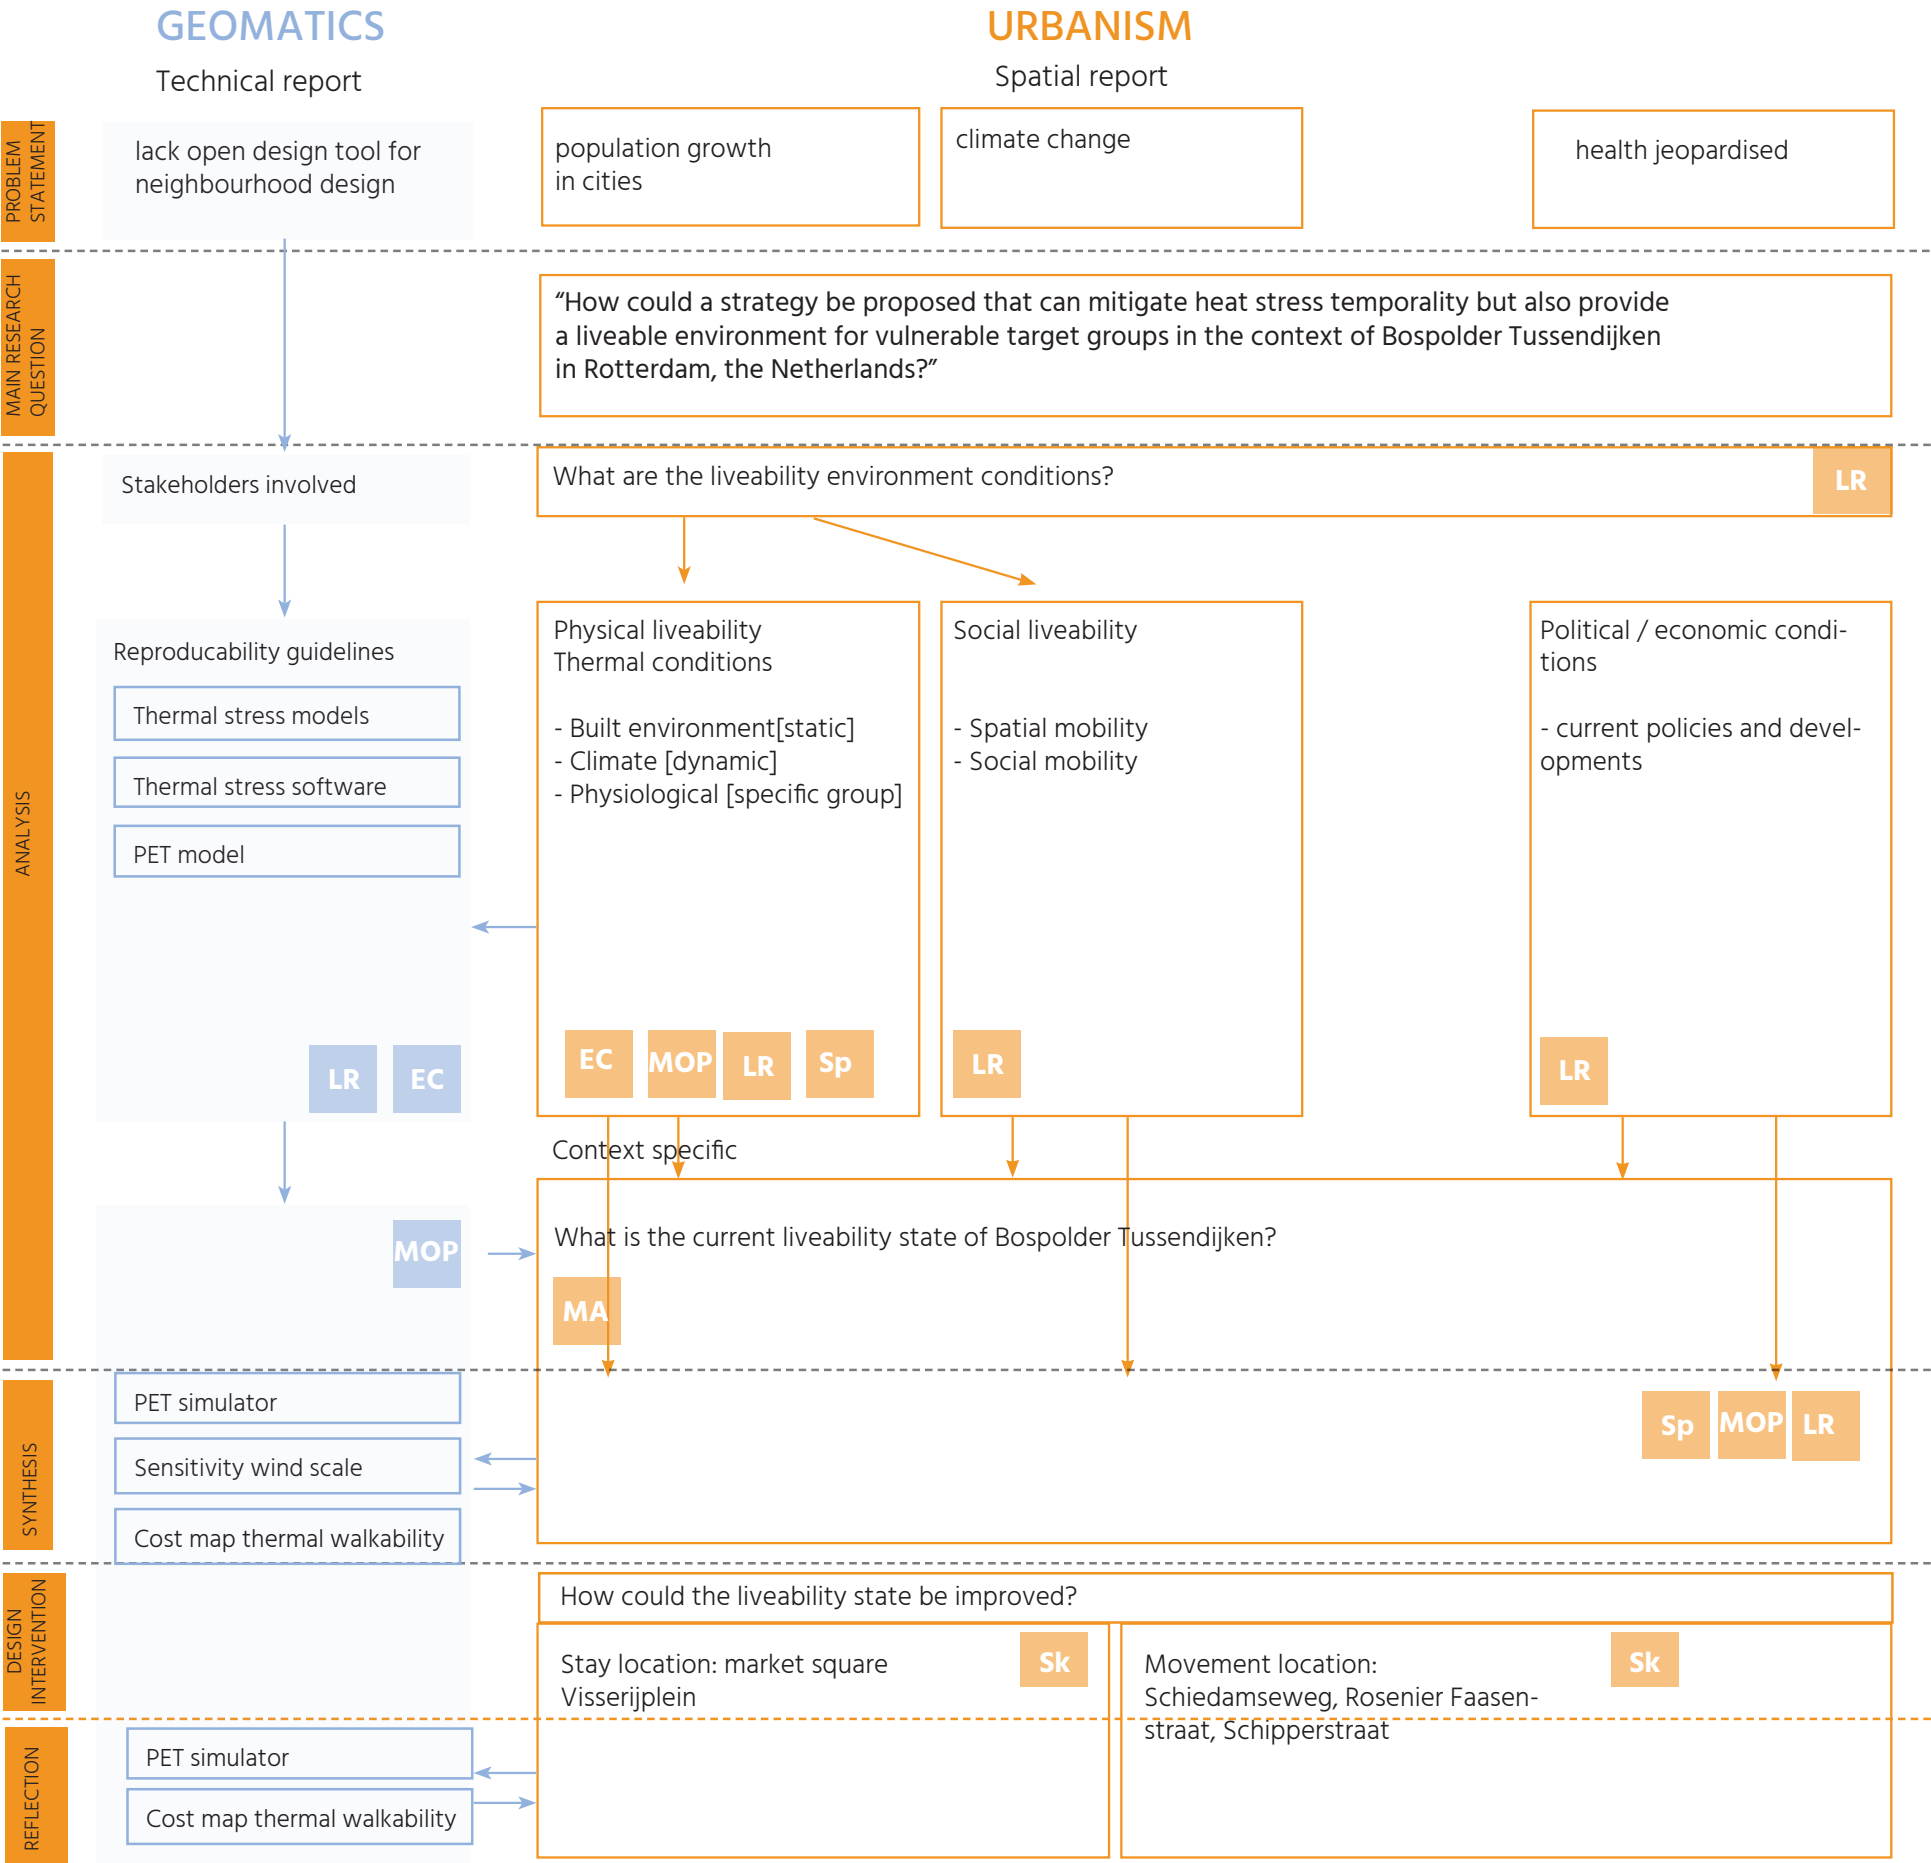 GEOMATICS
URBANISM
Technical report
Spatial report
PROBLEM
STATEMENT
lack open design tool for
neighbourhood design
population growth
in cities
climate change
health jeopardised
MAIN RESEARCH
QUESTION
“How could a strategy be proposed that can mitigate heat stress temporality but also provide
a liveable environment for vulnerable target groups in the context of Bospolder Tussendijken
in Rotterdam, the Netherlands?”
ANALYSIS
Stakeholders involved
What are the liveability environment conditions?
LR
Reproducability guidelines
Thermal stress models
Thermal stress software
PET model
LR
EC
Physical liveability
Thermal conditions
- Built environment[static]
- Climate [dynamic]
- Physiological [specific group]
EC
MOP
LR
Sp
Social liveability
- Spatial mobility
- Social mobility
LR
Political / economic condi-
tions
- current policies and devel-
opments
LR
Context specific
MOP
What is the current liveability state of Bospolder Tussendijken?
MA
SYNTHESIS
PET simulator
Sensitivity wind scale
Cost map thermal walkability
Sp
MOP
LR
DESIGN
INTERVENTION
How could the liveability state be improved?
Stay location: market square
Visserijplein
Sk
Movement location:
Schiedamseweg, Rosenier Faasen-
straat, Schipperstraat
Sk
REFLECTION
PET simulator
Cost map thermal walkability